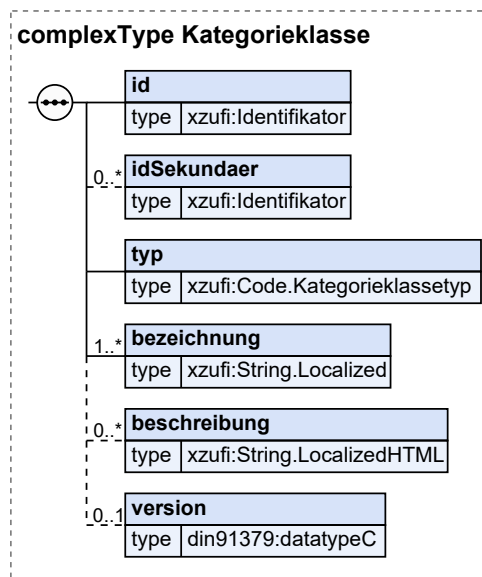 complexType Kategorieklasse
id
type xzufi:Identifikator
0..*
idSekundaer
type xzufi:Identifikator
typ
type xzufi:Code.Kategorieklassetyp
1..*
bezeichnung
type xzufi:String.Localized
0..*
beschreibung
type xzufi:String.LocalizedHTML
0..1
version
type din91379:datatypeC